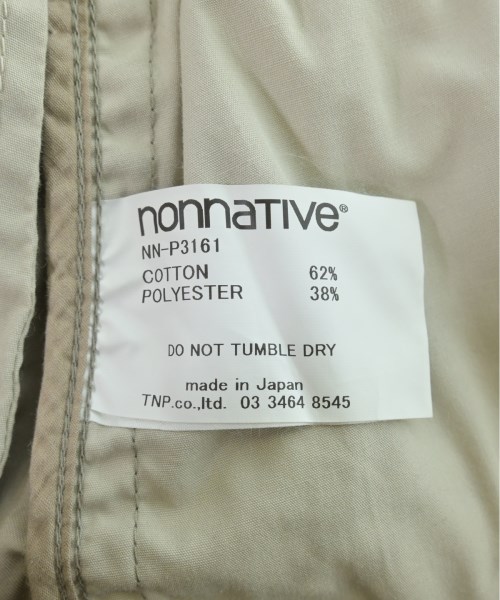 nonnaTIVE®
NN-P3161
COTTON 62%
POLYESTER 38%
DO NOT TUMBLE DRY
made in Japan
TNP.co.,ltd. 03 3464 8545